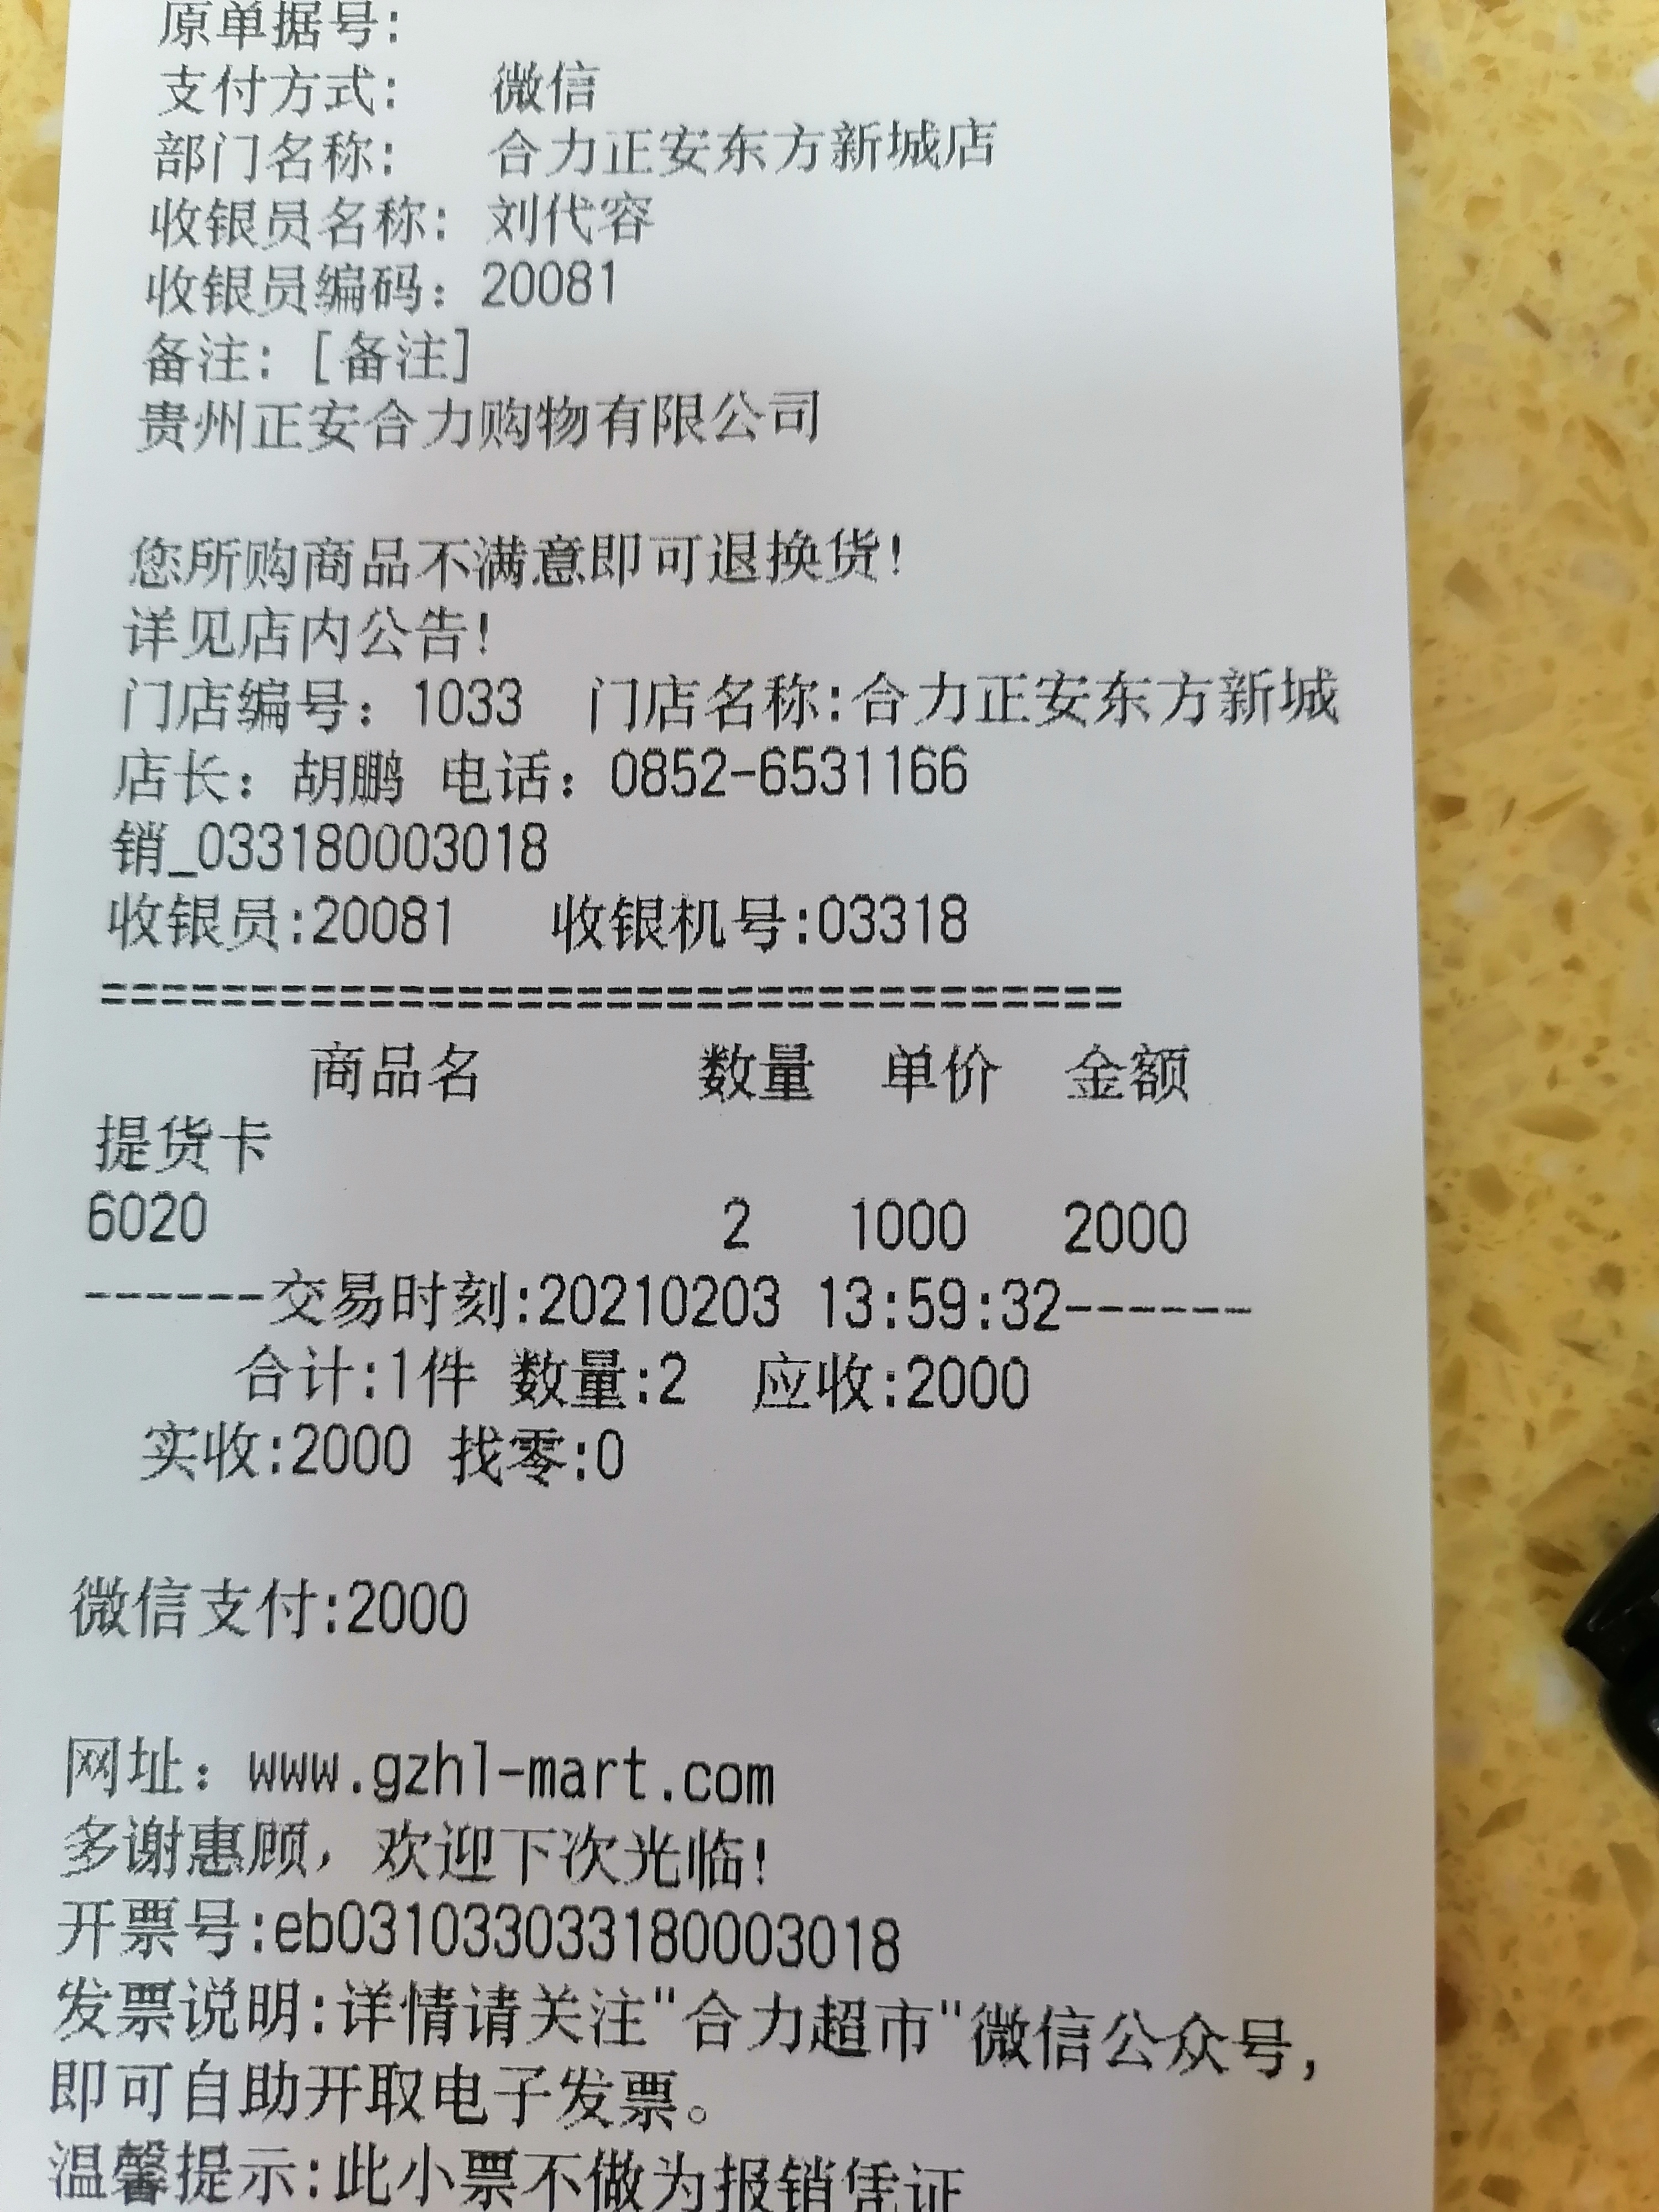 原单据号:
支付方式: 微信
部门名称: 合力正安东方新城店
收银员名称: 刘代容
收银员编码: 20081
备注: [备注]
贵州正安合力购物有限公司
您所购商品不满意即可退换货!
详见店内公告!
门店编号: 1033 门店名称:合力正安东方新城
店长: 胡鹏 电话: 0852-6531166
销_033180003018
收银员:20081 收银机号:03318
==================================
商品名 数量 单价 金额
提货卡
6020 2 1000 2000
------交易时刻:20210203 13:59:32------
合计:1件 数量:2 应收:2000
实收:2000 找零:0
微信支付:2000
网址: www.gzhl-mart.com
多谢惠顾, 欢迎下次光临!
开票号:eb031033033180003018
发票说明:详情请关注"合力超市"微信公众号,
即可自助开取电子发票。
温馨提示:此小票不做为报销凭证